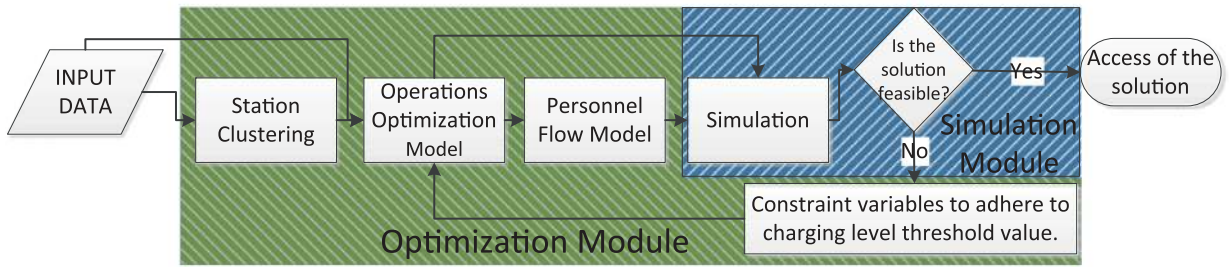 INPUT
DATA
Station
Clustering
Operations
Optimization
Model
Personnel
Flow Model
Simulation
Is the
solution
feasible?
Yes
Access of the
solution
No
Simulation
Module
Constraint variables to adhere to
charging level threshold value.
Optimization Module